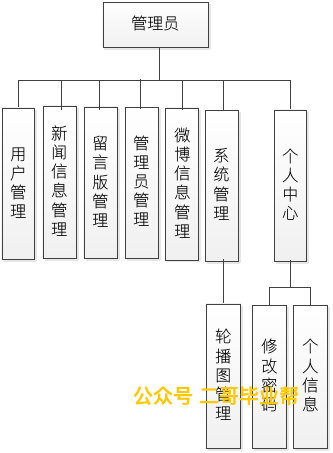 管理员
用户管理
新闻信息管理
留言版管理
管理员管理
微博信息管理
系统管理
个人中心
轮播图管理
修改密码
个人信息
公众号 二哥毕业帮